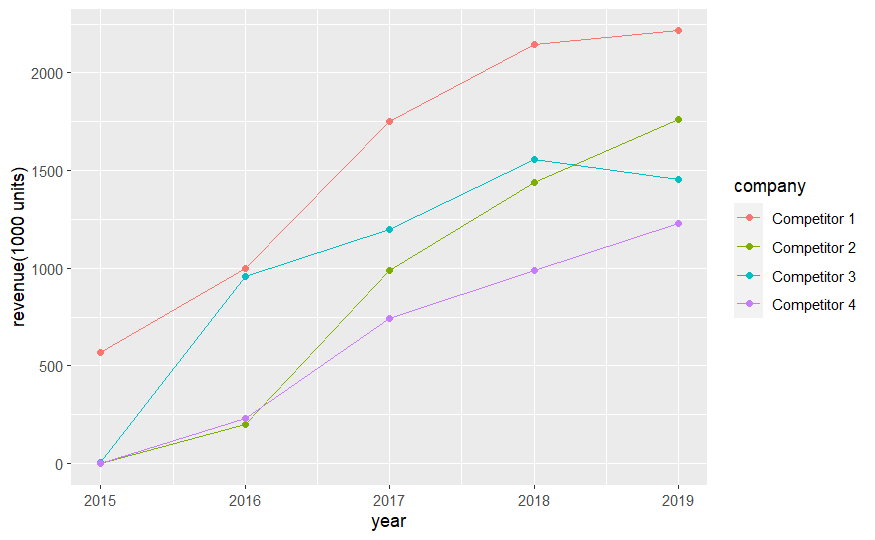 2000
1500
1000
500
0
revenue(1000 units)
2015 2016 2017 2018 2019
year
company
Competitor 1
Competitor 2
Competitor 3
Competitor 4